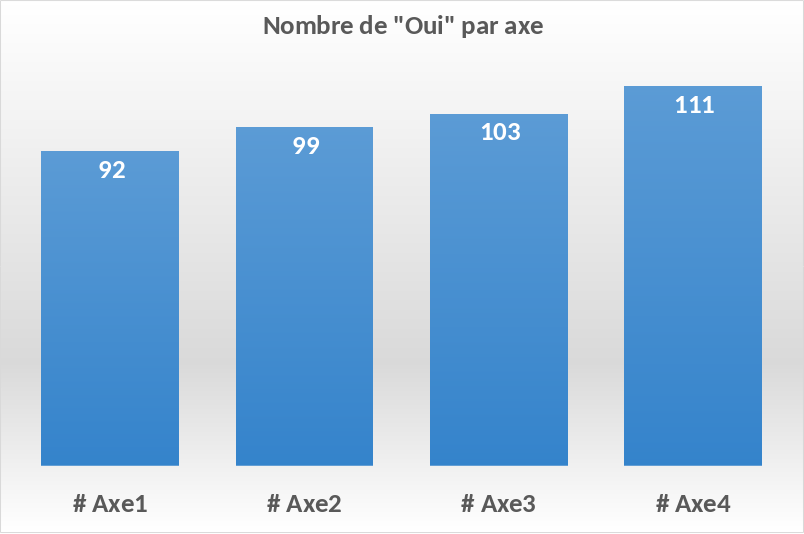 Nombre de "Oui" par axe
111
103
99
92
# Axe1 # Axe2 # Axe3 # Axe4